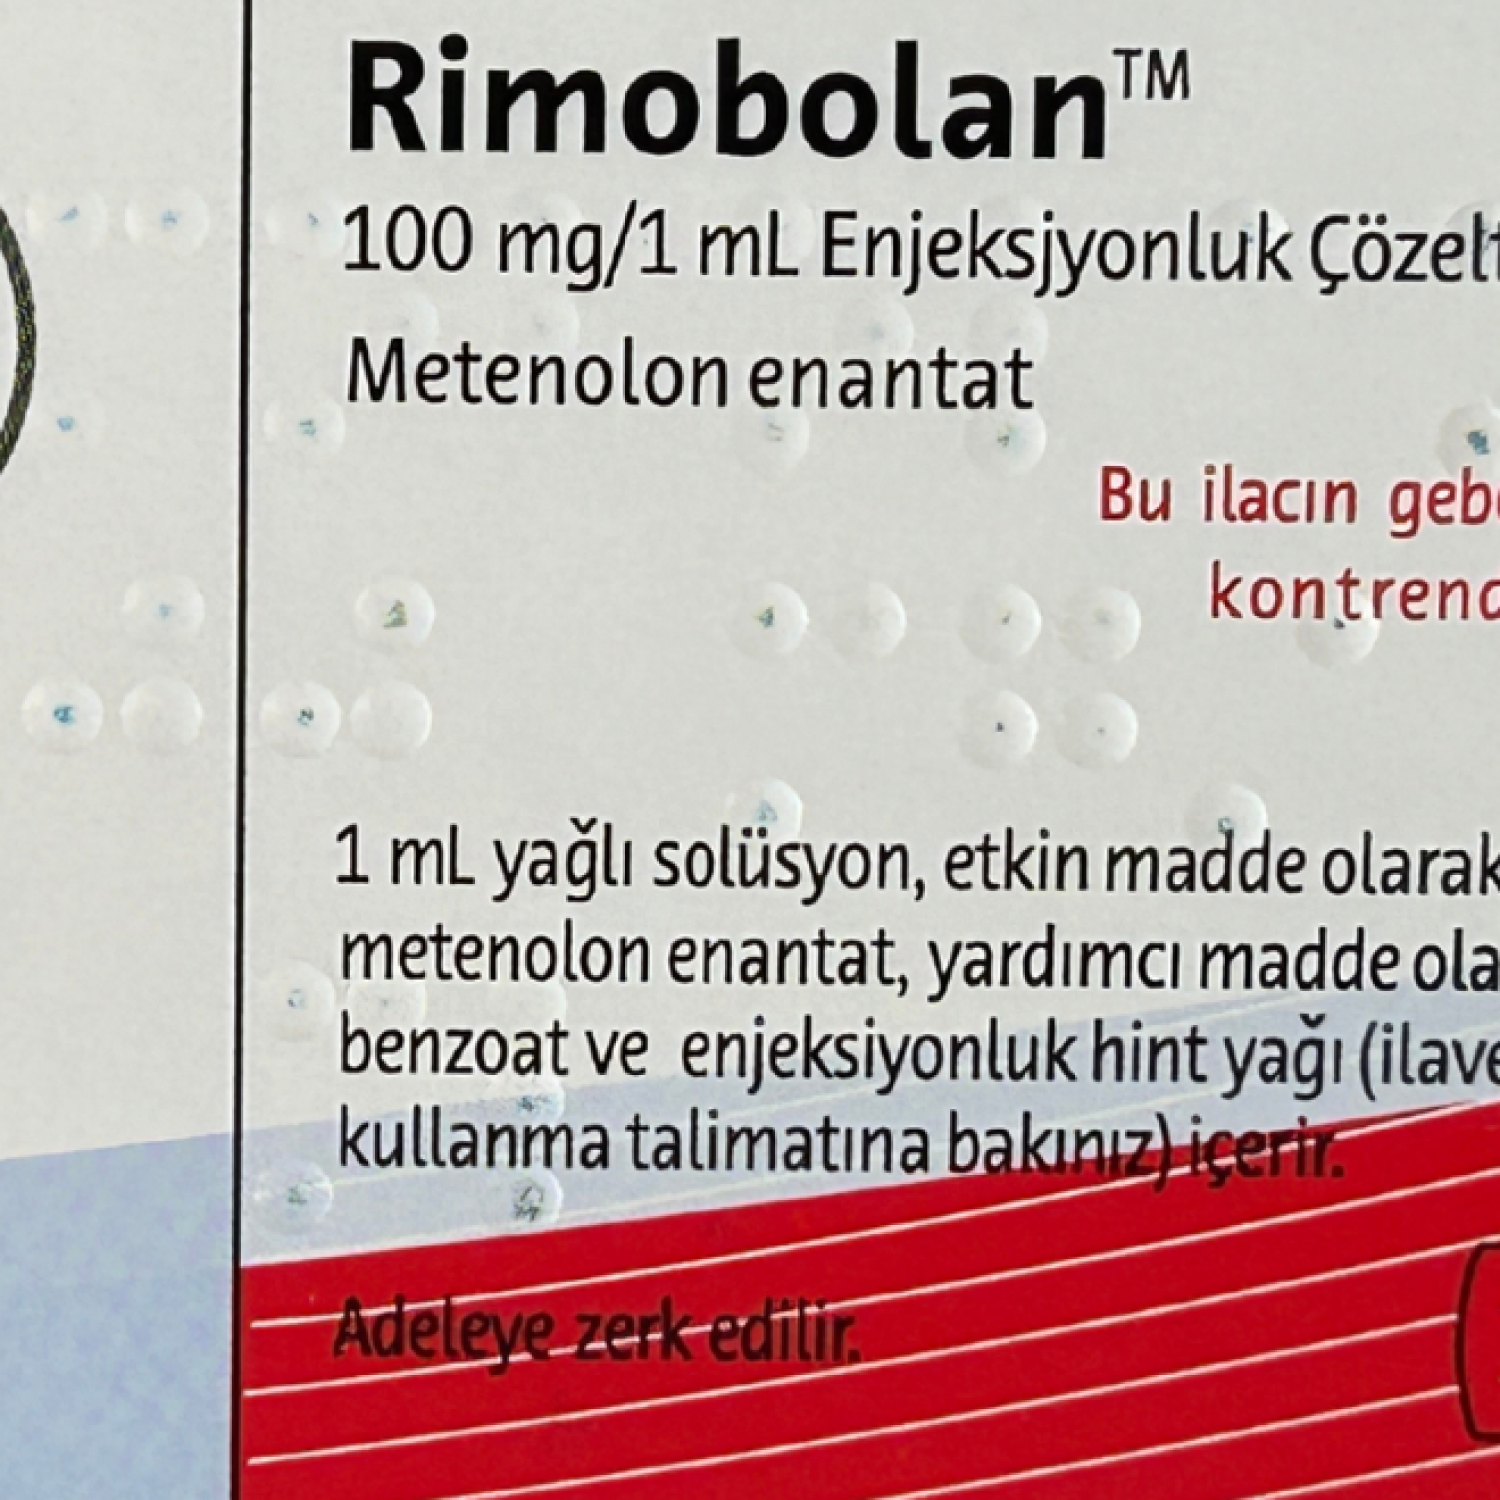 Rimobolan™
100 mg/1 mL Enjeksjyonluk Çözelt
Metenolon enantat
Bu ilacın geb
kontrend
1 mL yağlı solüsyon, etkin madde olarak
metenolon enantat, yardımcı madde ola
benzoat ve enjeksiyonluk hint yağı (ilave
kullanma talimatına bakınız) içerir.
Adeleye zerk edilir.